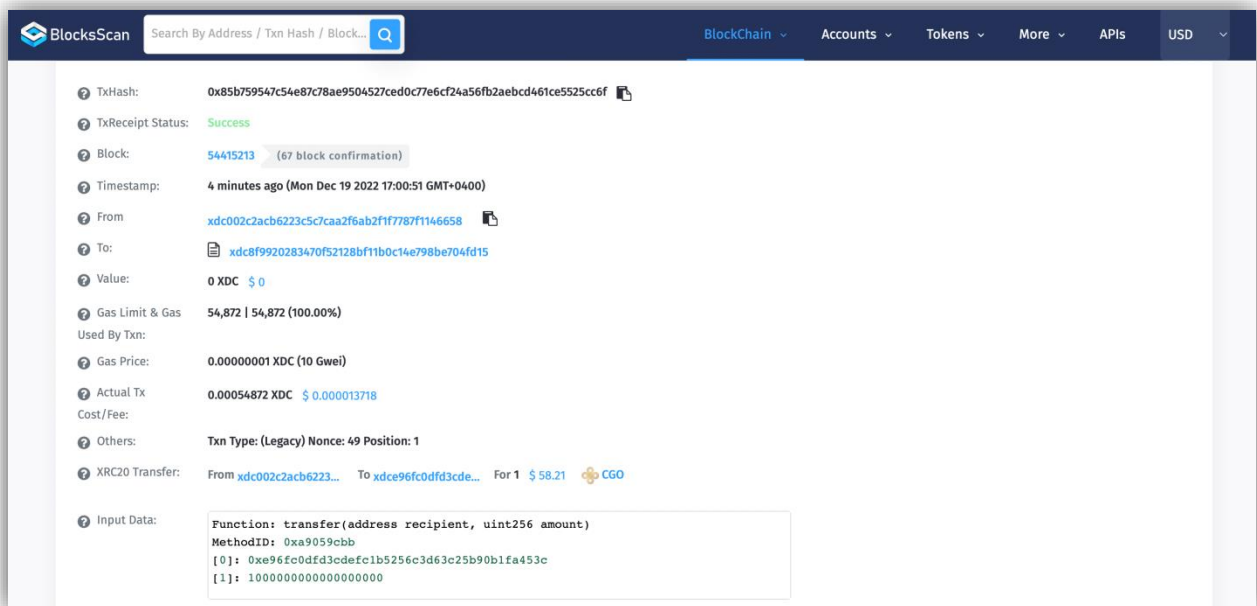 BlocksScan Search By Address / Txn Hash / Block... BlockChain Accounts Tokens More APIs USD
TxHash: 0x85b759547c54e87c78ae9504527ced0c77e6cf24a56fb2aebcd461ce5525cc6f
TxReceipt Status: Success
Block: 54415213 (67 block confirmation)
Timestamp: 4 minutes ago (Mon Dec 19 2022 17:00:51 GMT+0400)
From xdc002c2acb6223c5c7caa2f6ab2f1f7787f1146658
To: xdc8f9920283470f52128bf11b0c14e798be704fd15
Value: 0 XDC $ 0
Gas Limit & Gas 54,872 | 54,872 (100.00%)
Used By Txn:
Gas Price: 0.00000001 XDC (10 Gwei)
Actual Tx 0.00054872 XDC $ 0.000013718
Cost/Fee:
Others: Txn Type: (Legacy) Nonce: 49 Position: 1
XRC20 Transfer: From xdc002c2acb6223... To xdce96fc0dfd3cde... For 1 $ 58.21 CGO
Input Data: Function: transfer(address recipient, uint256 amount)
MethodID: 0xa9059cbb
[0]: 0xe96fc0dfd3cdefc1b5256c3d63c25b90b1fa453c
[1]: 1000000000000000000